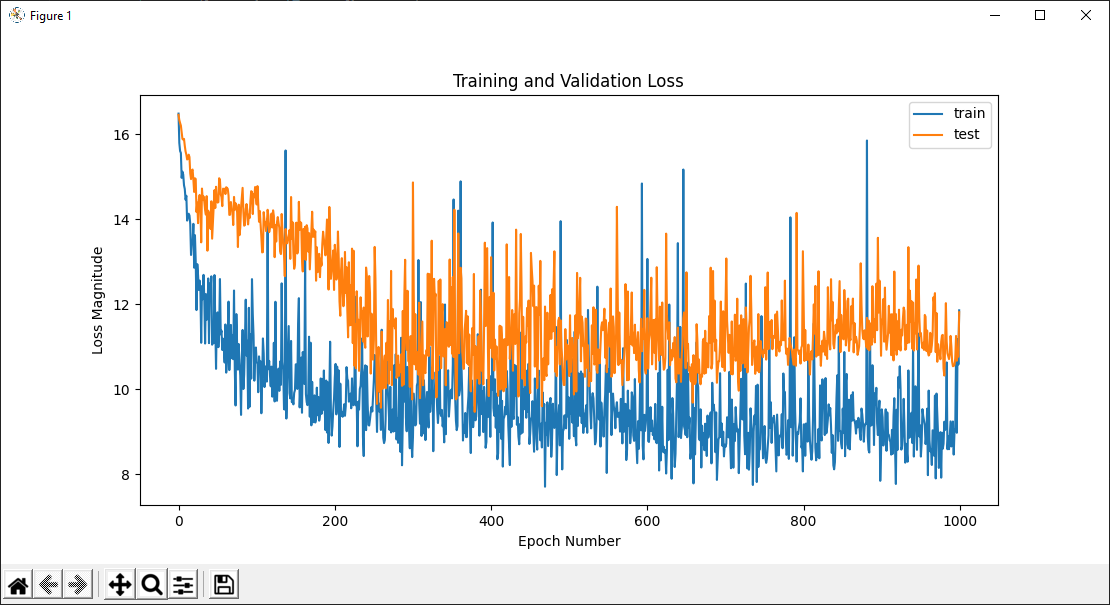 Figure 1
Training and Validation Loss
train
test
16
14
12
10
8
Loss Magnitude
0 200 400 600 800 1000
Epoch Number